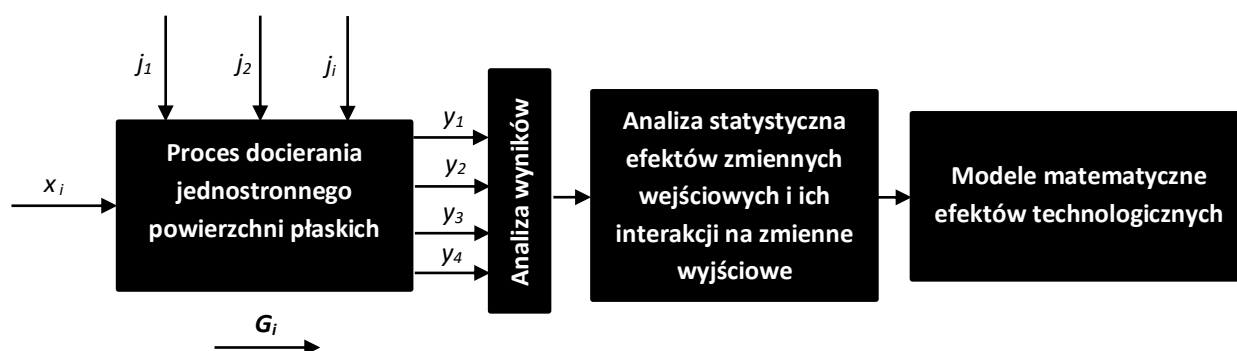 j1 j2 ji
xi
Proces docierania
jednostronnego
powierzchni płaskich
y1
y2
y3
y4
Analiza wyników
Analiza statystyczna
efektów zmiennych
wejściowych i ich
interakcji na zmienne
wyjściowe
Modele matematyczne
efektów technologicznych
Gi